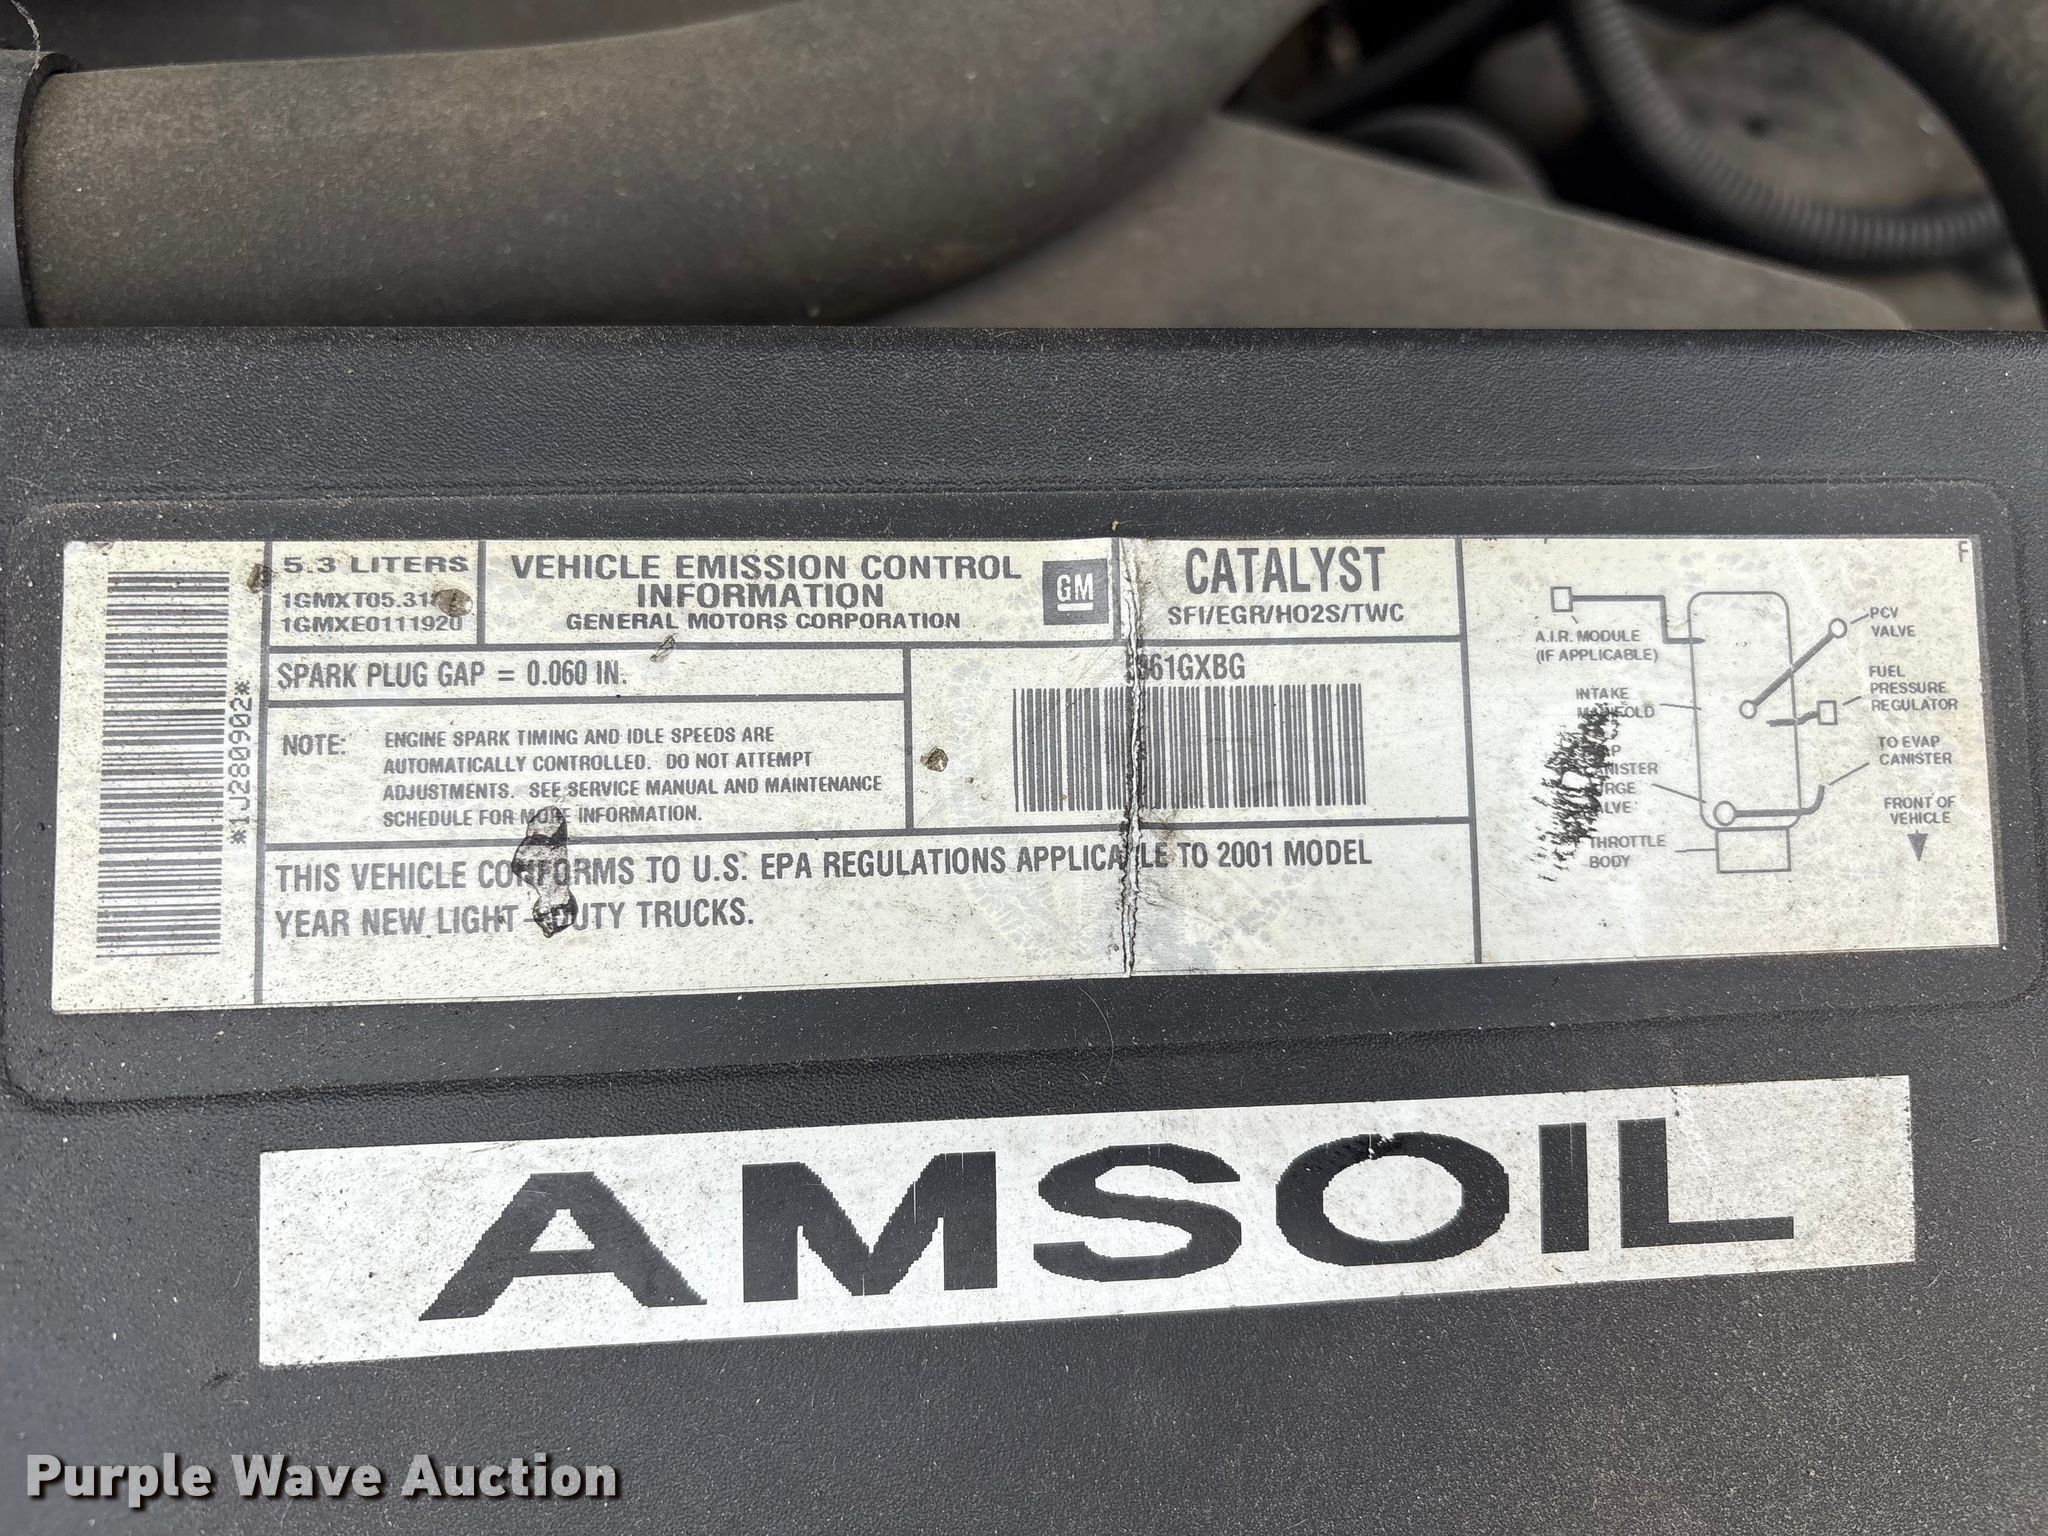 5.3 LITERS
1GMXE0111920
*1J280902*
VEHICLE EMISSION CONTROL
INFORMATION
GENERAL MOTORS CORPORATION
GM
CATALYST
SFI/EGR/HO2S/TWC
SPARK PLUG GAP = 0.060 IN.
NOTE: ENGINE SPARK TIMING AND IDLE SPEEDS ARE
AUTOMATICALLY CONTROLLED. DO NOT ATTEMPT
ADJUSTMENTS. SEE SERVICE MANUAL AND MAINTENANCE
SCHEDULE FOR MORE INFORMATION.
THIS VEHICLE CONFORMS TO U.S. EPA REGULATIONS APPLICABLE TO 2001 MODEL
YEAR NEW LIGHT-DUTY TRUCKS.
F
A.I.R. MODULE
(IF APPLICABLE)
INTAKE
MANIFOLD
THROTTLE
BODY
PCV
VALVE
FUEL
PRESSURE
REGULATOR
TO EVAP
CANISTER
FRONT OF
VEHICLE
AMSOIL
Purple Wave Auction